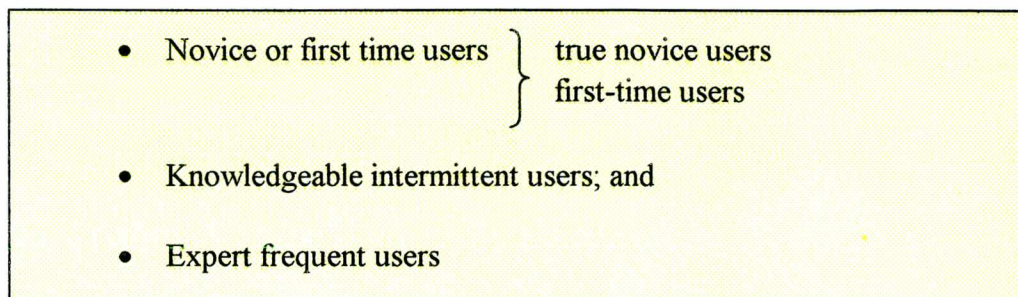 • Novice or first time users } true novice users
first-time users
• Knowledgeable intermittent users; and
• Expert frequent users